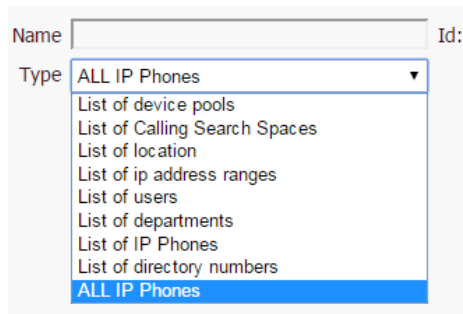 Name Id:
Type ALL IP Phones
List of device pools
List of Calling Search Spaces
List of location
List of ip address ranges
List of users
List of departments
List of IP Phones
List of directory numbers
ALL IP Phones